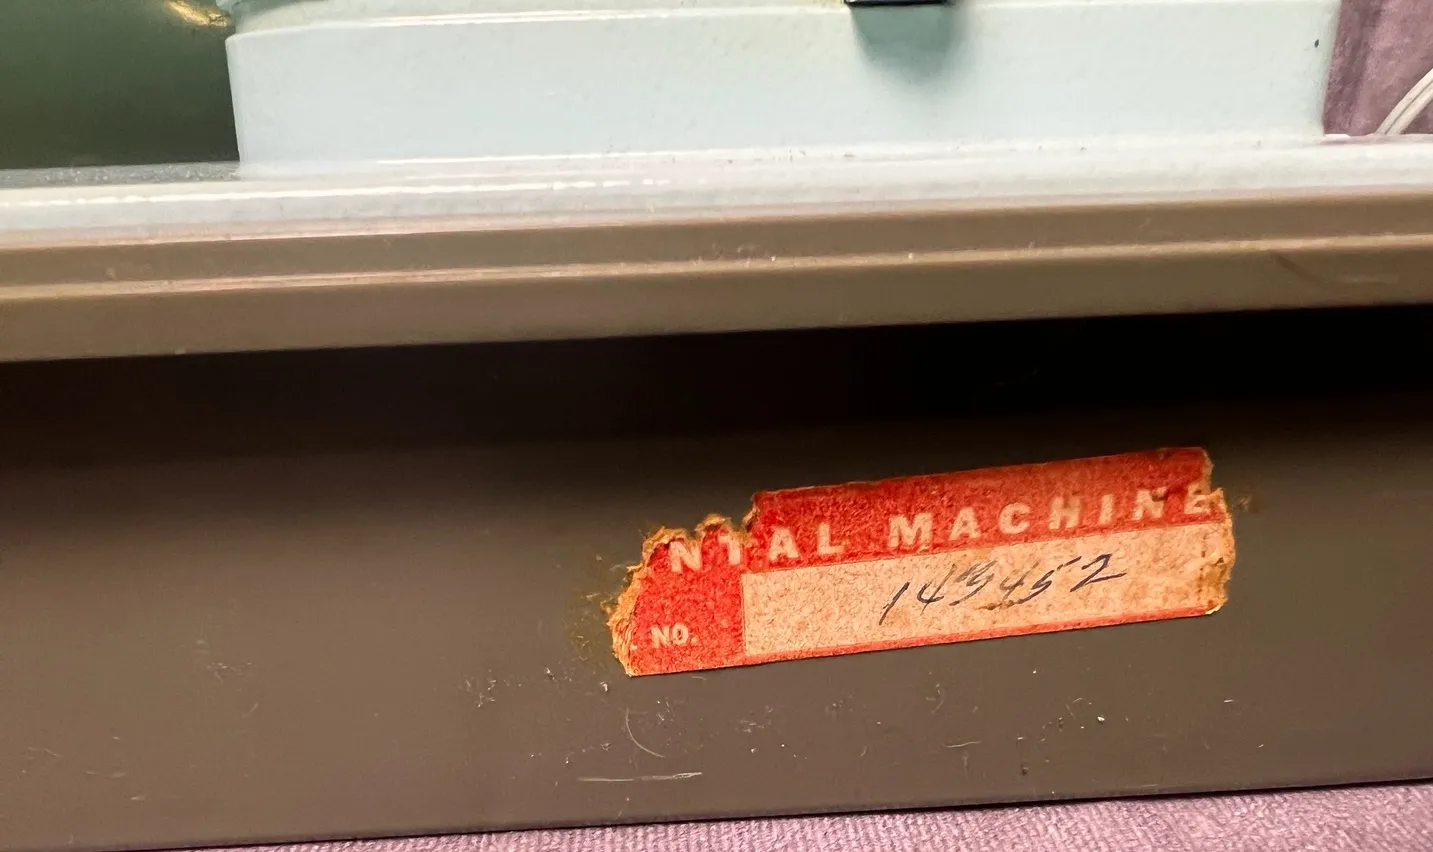 NTAL MACHINE
NO. 143452